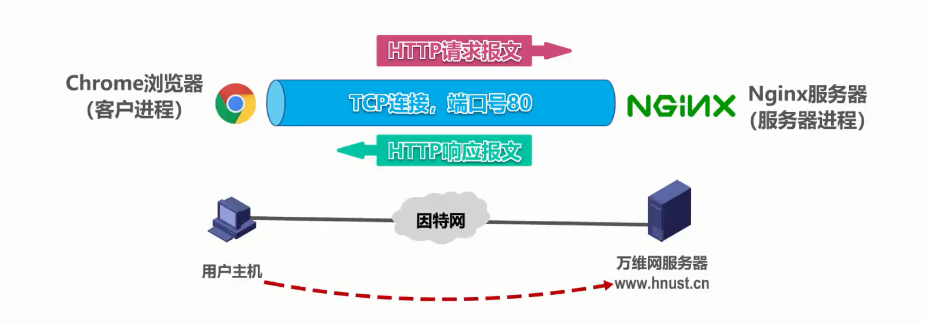 HTTP请求报文
Chrome浏览器
（客户进程）
TCP连接，端口号80
NGINX
Nginx服务器
（服务器进程）
HTTP响应报文
因特网
用户主机
万维网服务器
www.hnust.cn